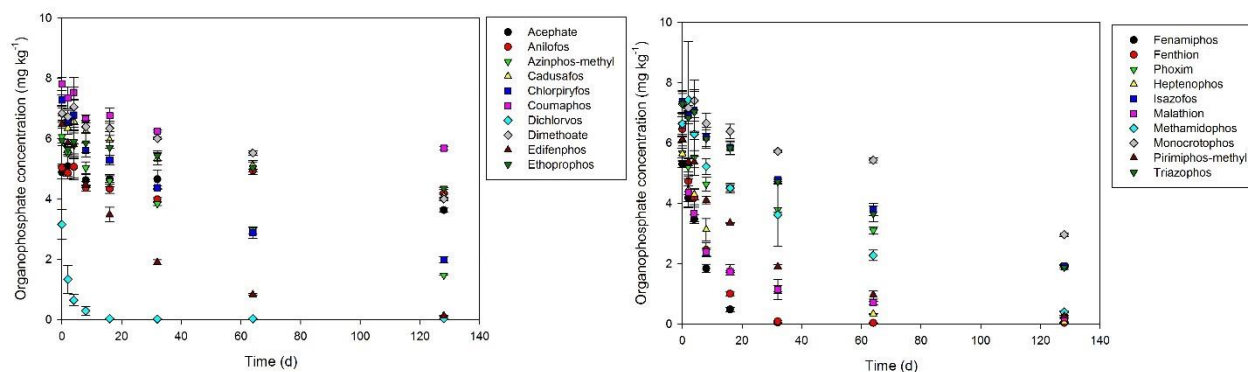 Organophosphate concentration (mg kg⁻¹)
10
8
6
4
2
0
0 20 40 60 80 100 120 140
Time (d)
Acephate
Anilofos
Azinphos-methyl
Cadusafos
Chlorpiryfos
Coumaphos
Dichlorvos
Dimethoate
Edifenphos
Ethoprophos
Organophosphate concentration (mg kg⁻¹)
10
8
6
4
2
0
0 20 40 60 80 100 120 140
Time (d)
Fenamiphos
Fenthion
Phoxim
Heptenophos
Isazofos
Malathion
Methamidophos
Monocrotophos
Pirimiphos-methyl
Triazophos